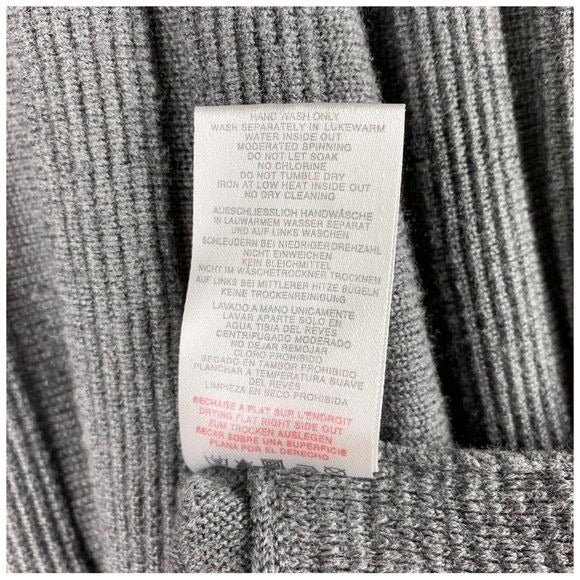 HAND WASH ONLY
WASH SEPARATELY IN LUKEWARM
WATER INSIDE OUT
MODERATED SPINNING
DO NOT LET SOAK
NO CHLORINE
DO NOT TUMBLE DRY
IRON AT LOW HEAT INSIDE OUT
NO DRY CLEANING
AUSSCHLIESSLICH HANDWÄSCHE
IN LAUWARMEM WASSER SEPARAT
UND AUF LINKS WASCHEN
SCHLEUDERN BEI NIEDRIGER DREHZAHL
NICHT EINWEICHEN
KEIN BLEICHMITTEL
NICHT IM WÄSCHETROCKNER TROCKNEN
AUF LINKS BEI MITTLERER HITZE BÜGELN
KEINE TROCKENREINIGUNG
LAVADO A MANO UNICAMENTE
LAVAR APARTE SOLO EN
AGUA TIBIA DEL REVES
CENTRIFUGADO MODERADO
NO DEJAR REMOJAR
CLORO PROHIBIDO
SECADO EN TAMBOR PROHIBIDO
PLANCHAR A TEMPERATURA SUAVE
DEL REVES
LIMPIEZA EN SECO PROHIBIDA
SECHAGE A PLAT SUR L'ENDROIT
DRYING FLAT RIGHT SIDE OUT
ZUM TROCKEN AUSLEGEN
SECAR SOBRE UNA SUPERFICIE
PLANA POR EL DERECHO